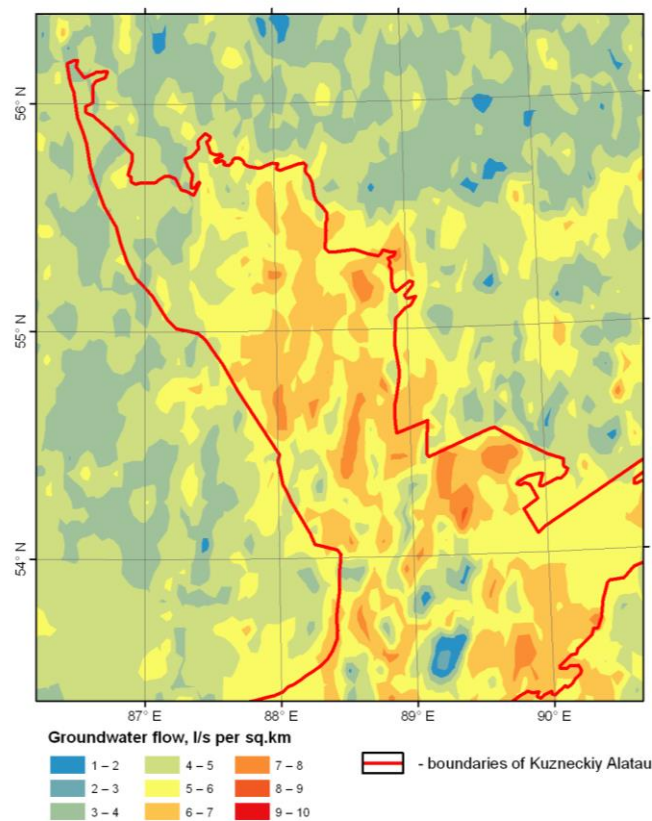 56° N
55° N
54° N
87° E
88° E
89° E
90° E
Groundwater flow, l/s per sq.km
1 – 2
4 – 5
7 – 8
2 – 3
5 – 6
8 – 9
3 – 4
6 – 7
9 – 10
- boundaries of Kuzneckiy Alatau